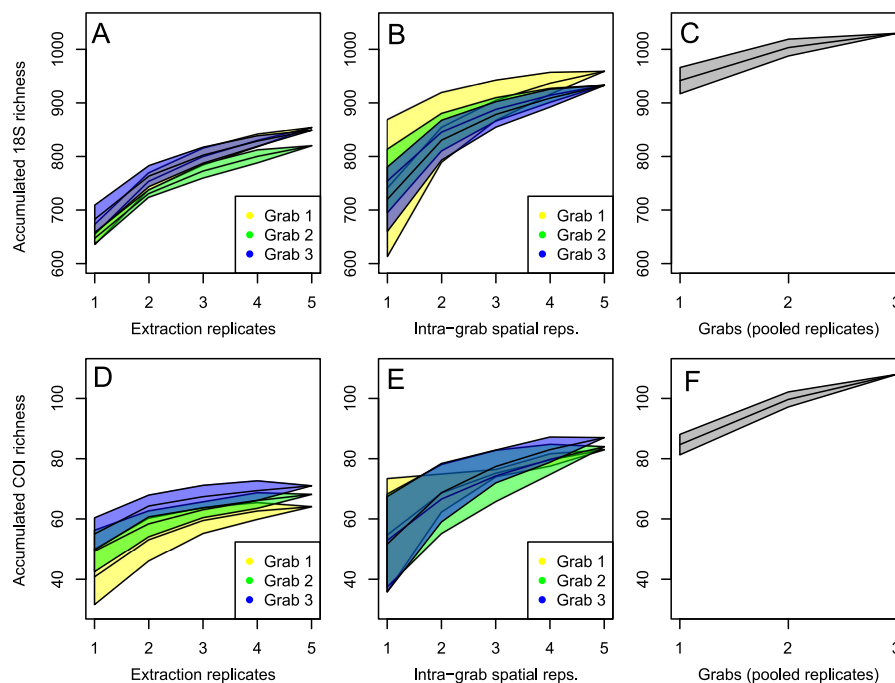 A
B
C
Accumulated 18S richness
600 700 800 900 1000
600 700 800 900 1000
600 700 800 900 1000
Grab 1
Grab 2
Grab 3
Grab 1
Grab 2
Grab 3
1 2 3 4 5
1 2 3 4 5
1 2 3
Extraction replicates
Intra−grab spatial reps.
Grabs (pooled replicates)
D
E
F
Accumulated COI richness
40 60 80 100
40 60 80 100
40 60 80 100
Grab 1
Grab 2
Grab 3
Grab 1
Grab 2
Grab 3
1 2 3 4 5
1 2 3 4 5
1 2 3
Extraction replicates
Intra−grab spatial reps.
Grabs (pooled replicates)